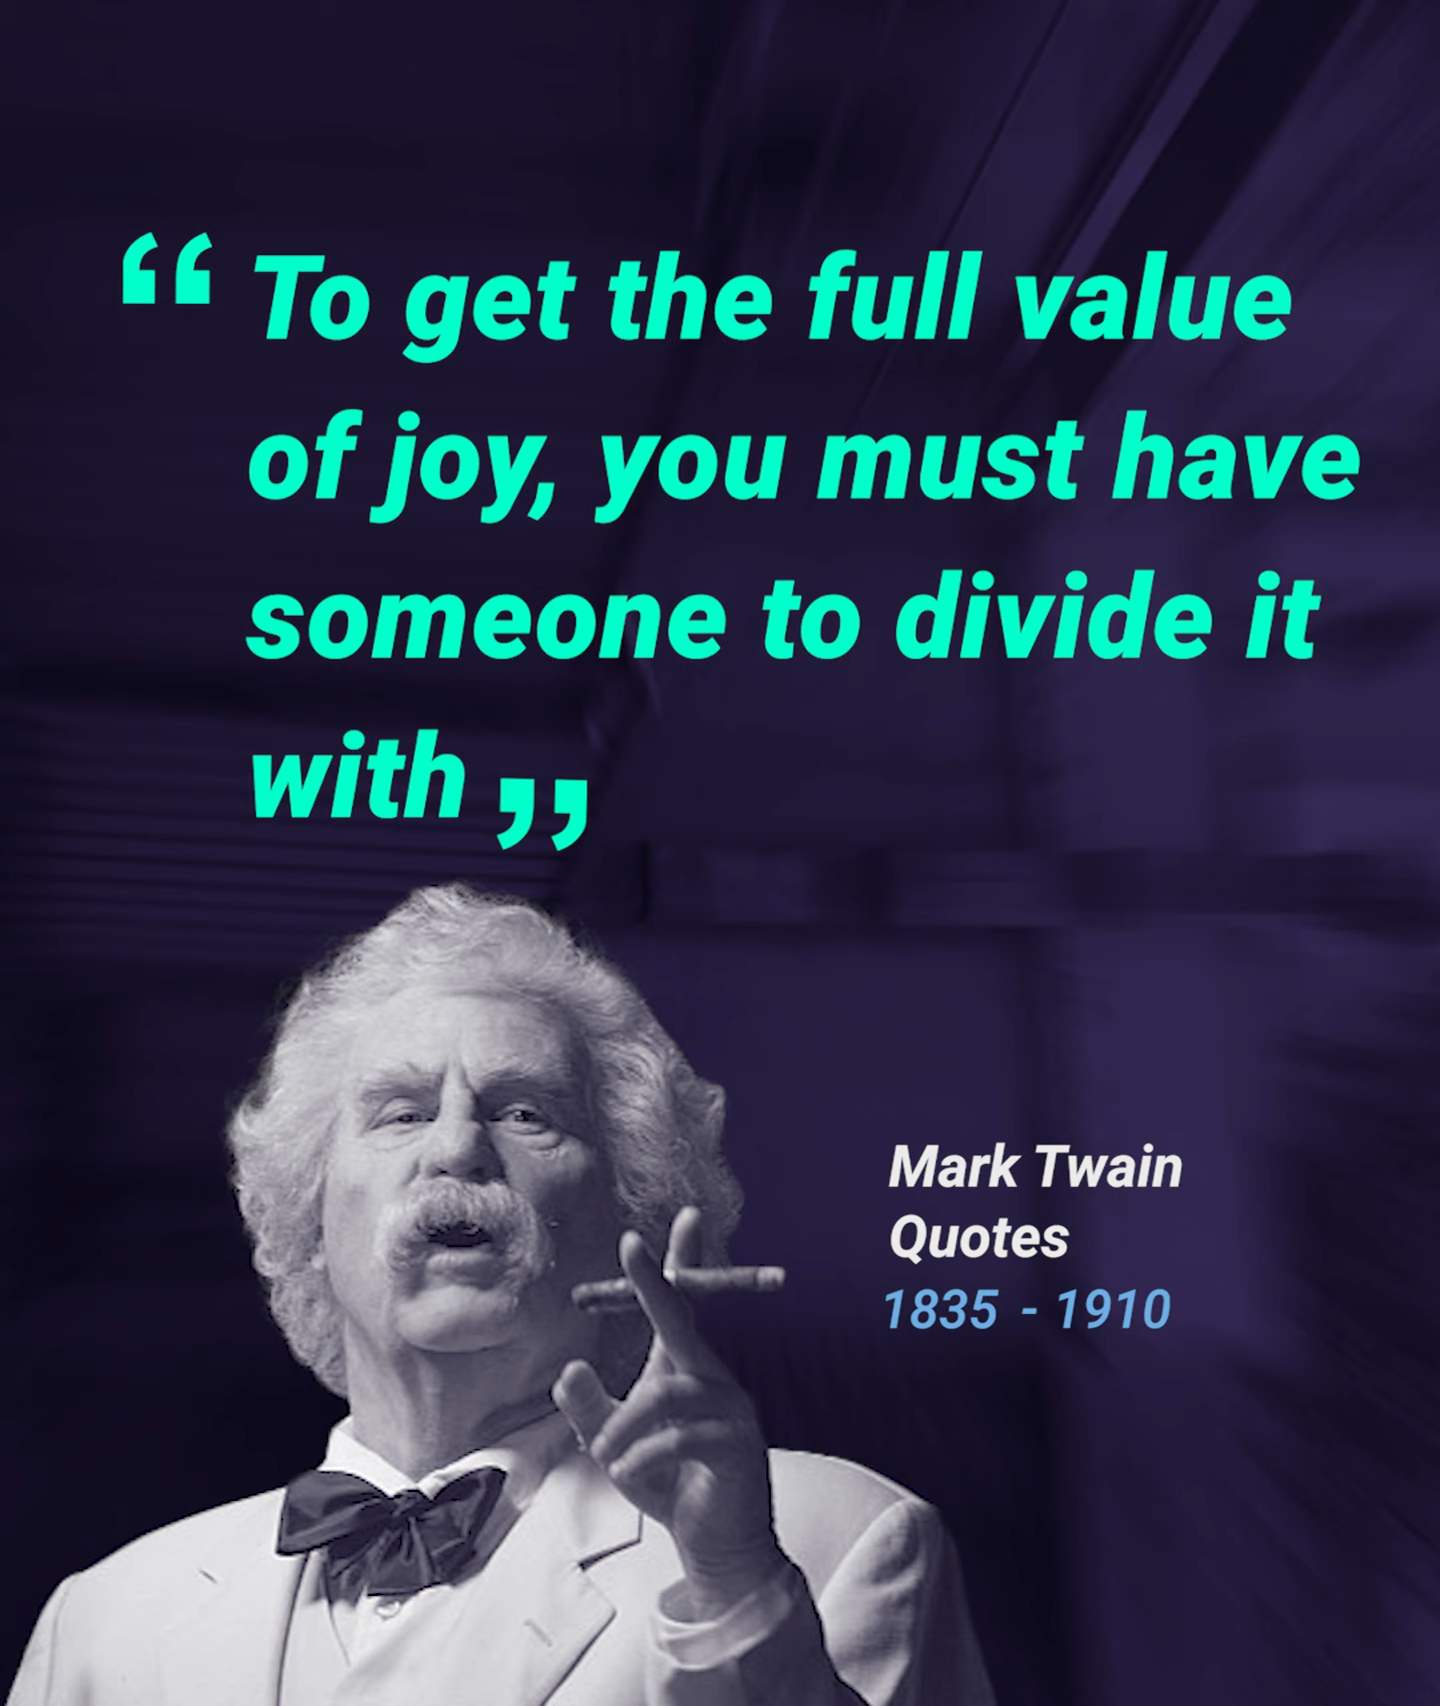 “ To get the full value
of joy, you must have
someone to divide it
with ”
Mark Twain
Quotes
1835 - 1910